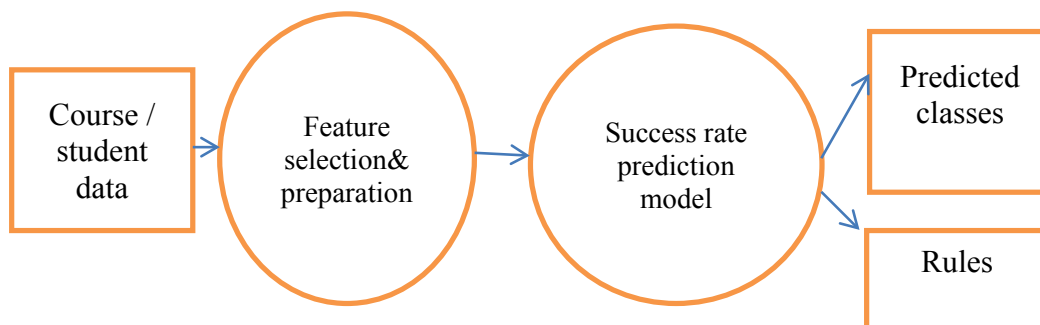 Course /
student
data
Feature
selection&
preparation
Success rate
prediction
model
Predicted
classes
Rules